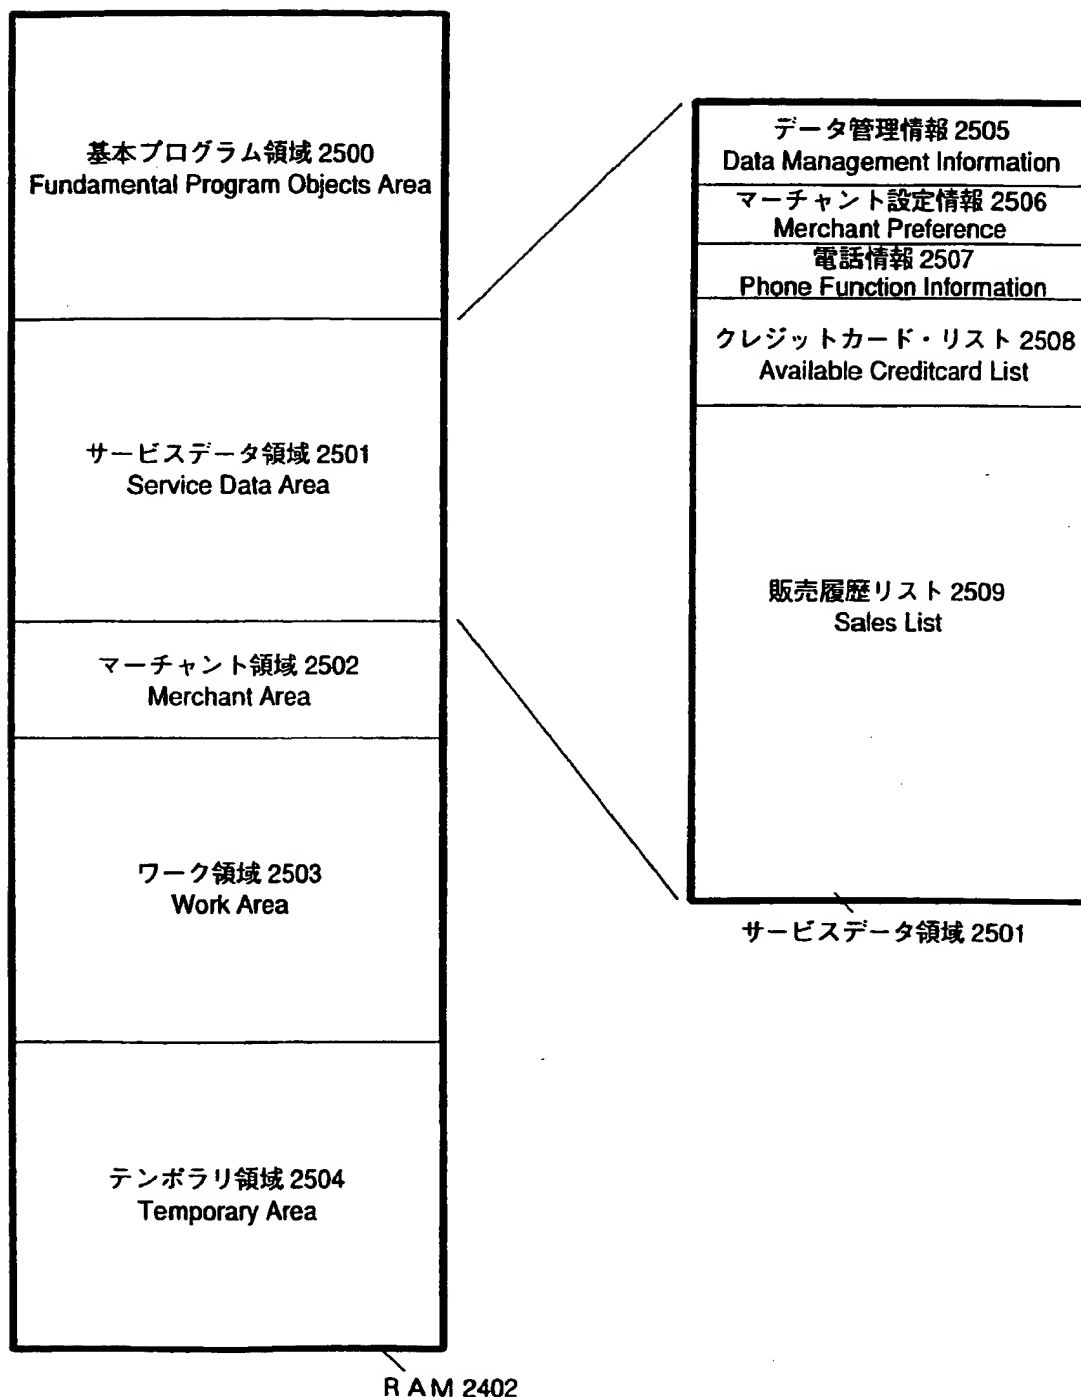 基本プログラム領域 2500
Fundamental Program Objects Area
サービスデータ領域 2501
Service Data Area
マーチャント領域 2502
Merchant Area
ワーク領域 2503
Work Area
テンポラリ領域 2504
Temporary Area
RAM 2402
データ管理情報 2505
Data Management Information
マーチャント設定情報 2506
Merchant Preference
電話情報 2507
Phone Function Information
クレジットカード・リスト 2508
Available Creditcard List
販売履歴リスト 2509
Sales List
サービスデータ領域 2501